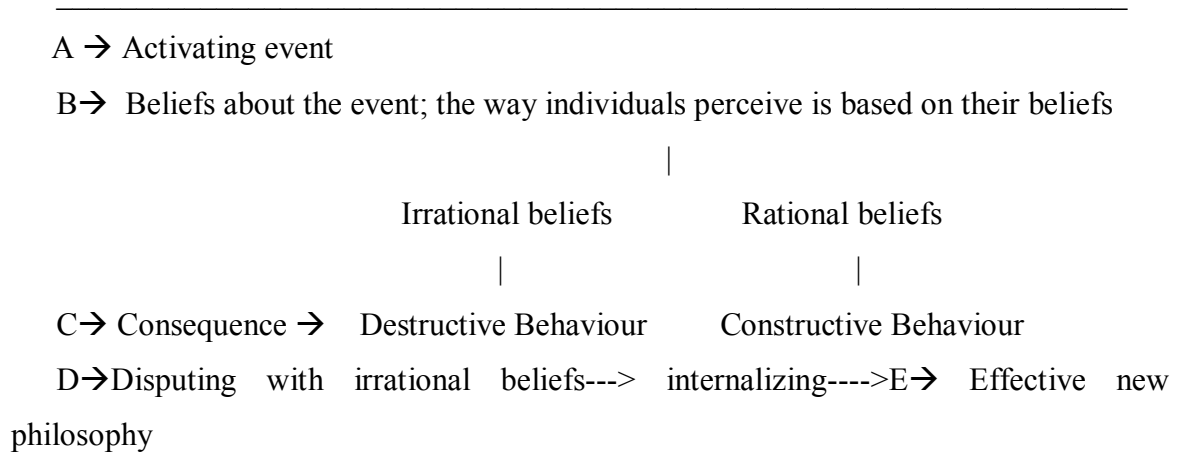 A → Activating event
B→ Beliefs about the event; the way individuals perceive is based on their beliefs
|
Irrational beliefs Rational beliefs
| |
C→ Consequence → Destructive Behaviour Constructive Behaviour
D→Disputing with irrational beliefs---> internalizing---->E→ Effective new
philosophy